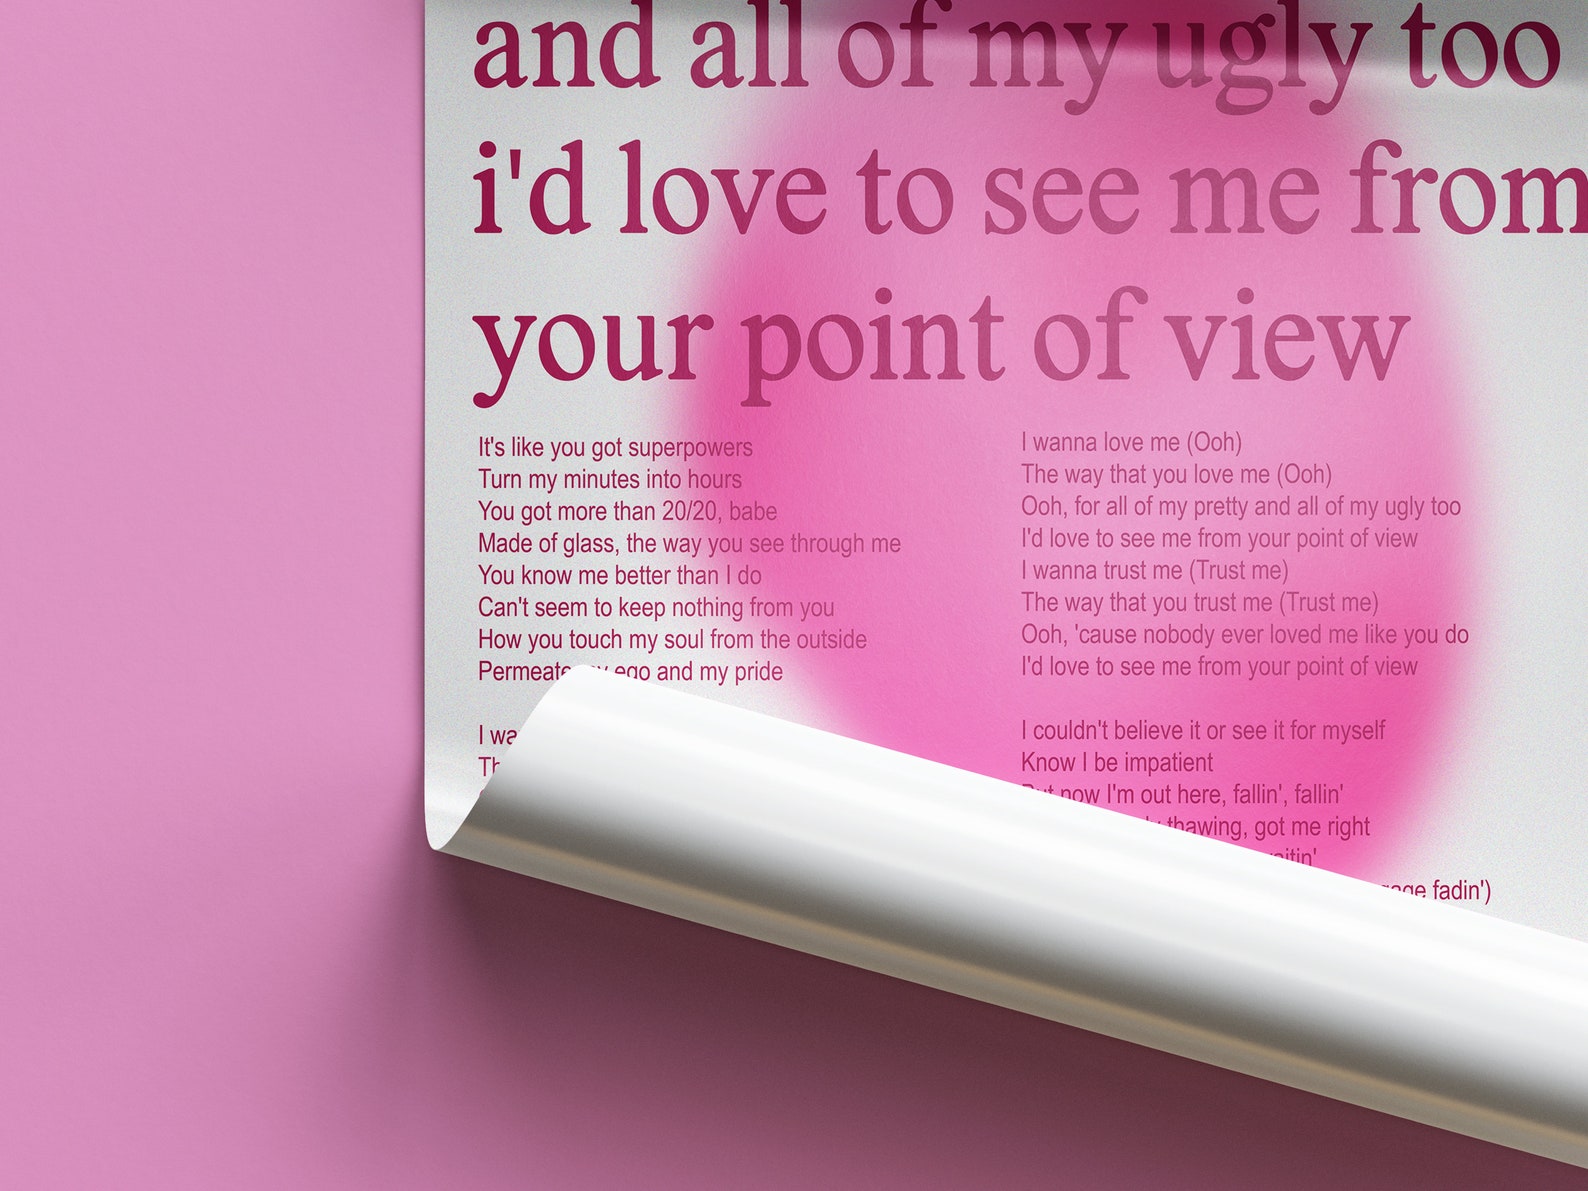 and all of my ugly too
i'd love to see me from
your point of view
It's like you got superpowers
Turn my minutes into hours
You got more than 20/20, babe
Made of glass, the way you see through me
You know me better than I do
Can't seem to keep nothing from you
How you touch my soul from the outside
Permeate ego and my pride
I
I wanna love me (Ooh)
The way that you love me (Ooh)
Ooh, for all of my pretty and all of my ugly too
I'd love to see me from your point of view
I wanna trust me (Trust me)
The way that you trust me (Trust me)
Ooh, 'cause nobody ever loved me like you do
I'd love to see me from your point of view
I couldn't believe it or see it for myself
Know I be impatient
now I'm out here, fallin', fallin'
thawing, got me right
fadin')